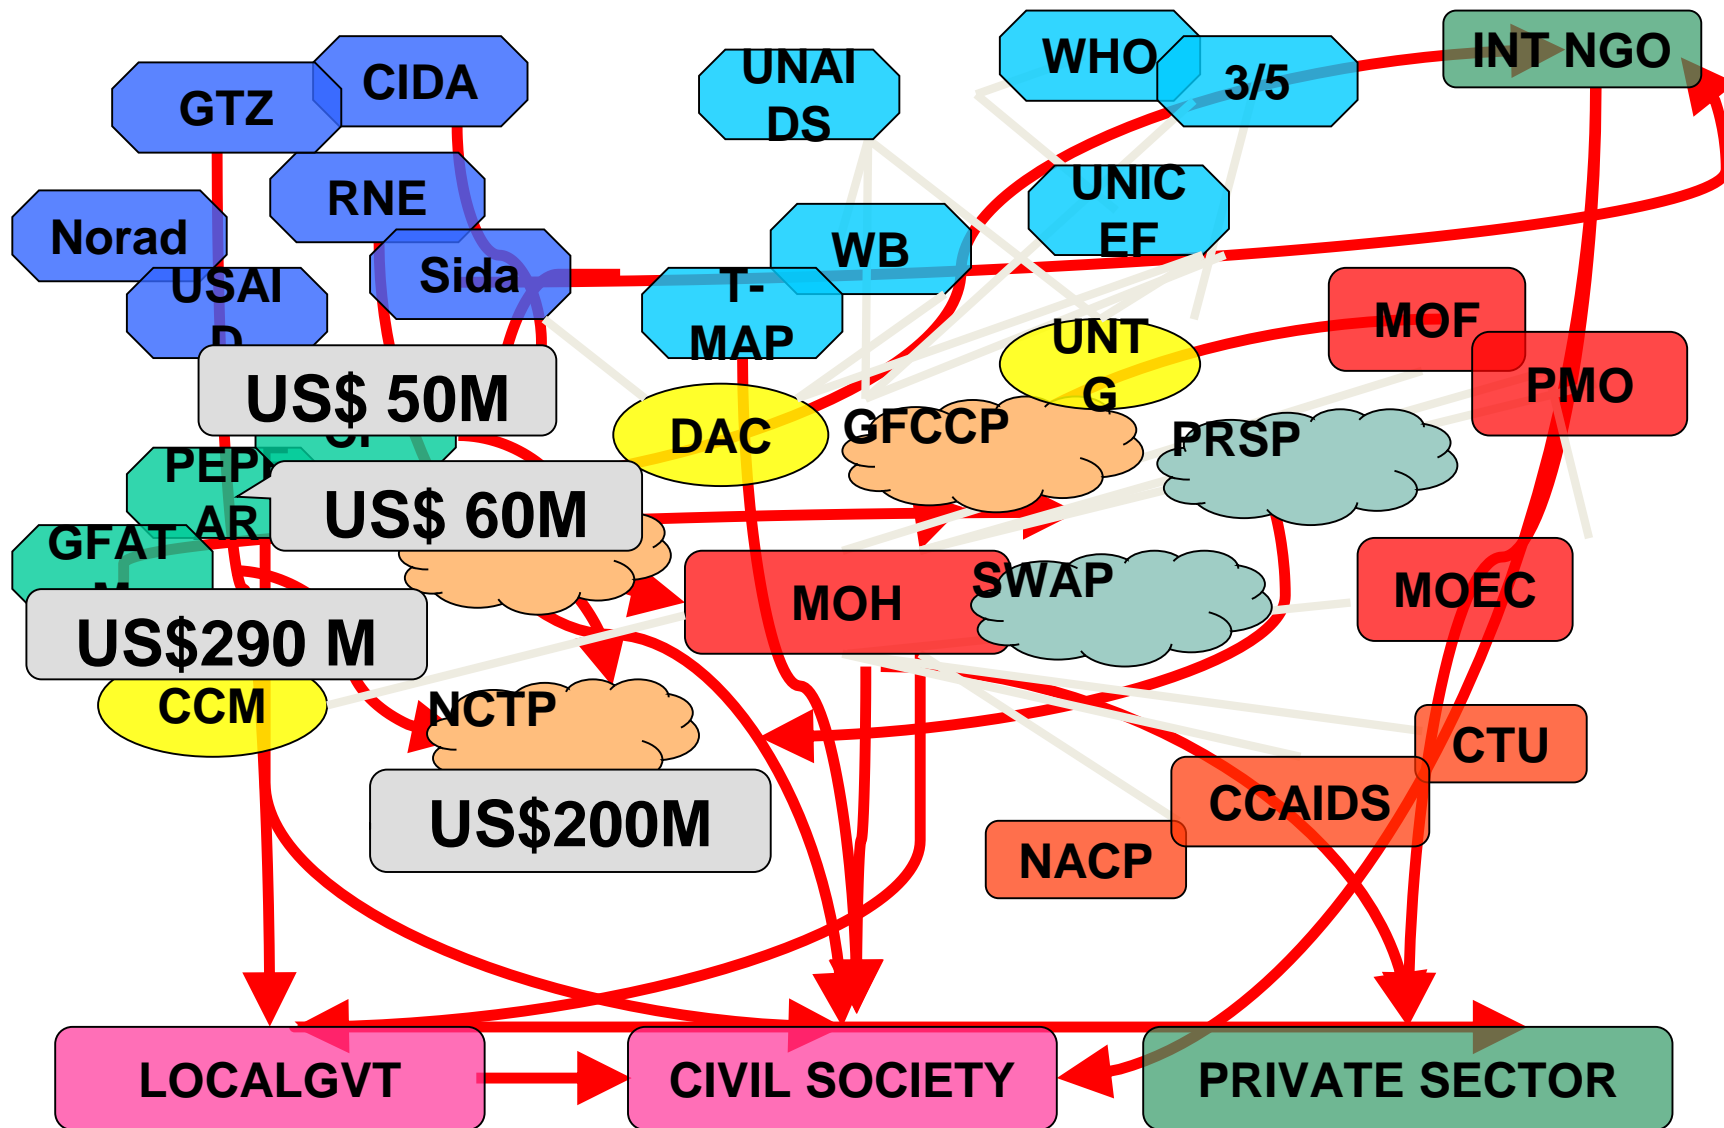 INT NGO
WHO
UNAI
DS
3/5
CIDA
GTZ
RNE
UNIC
EF
Norad
WB
Sida
USAI
D
T-
MAP
MOF
UNT
G
PMO
US$ 50M
DAC
GFCCP
PRSP
PEPF
AR
US$ 60M
GFAT
MOH
SWAP
MOEC
US$290 M
CCM
NCTP
CTU
CCAIDS
US$200M
NACP
LOCALGVT
CIVIL SOCIETY
PRIVATE SECTOR